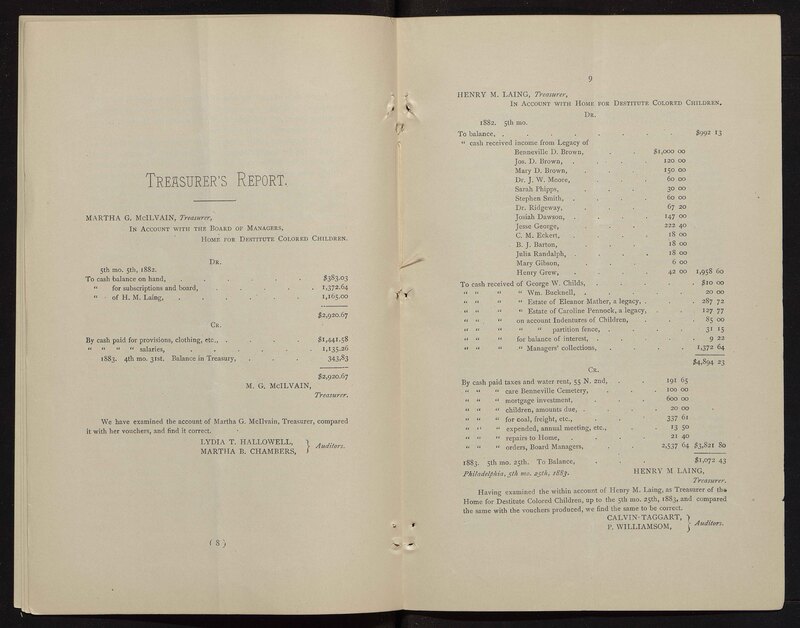 TREASURER'S REPORT.
MARTHA G. McILVAIN, Treasurer,
IN ACCOUNT WITH THE BOARD OF MANAGERS,
HOME FOR DESTITUTE COLORED CHILDREN.
DR.
5th mo. 5th, 1882.
To cash balance on hand, . . . . . $383.03
" for subscriptions and board, . . . . . 1,372.64
" of H. M. Laing, . . . . . 1,165.00
$2,920.67
CR.
By cash paid for provisions, clothing, etc., . . . . . $1,441.58
" " " " salaries, . . . . . 1,135.26
1883. 4th mo. 31st. Balance in Treasury, . . . . 343.83
$2,920.67
M. G. McILVAIN,
Treasurer.
We have examined the account of Martha G. McIlvain, Treasurer, compared
it with her vouchers, and find it correct.
LYDIA T. HALLOWELL,
MARTHA B. CHAMBERS, } Auditors.
( 8 )
9
HENRY M. LAING, Treasurer,
IN ACCOUNT WITH HOME FOR DESTITUTE COLORED CHILDREN.
DR.
1882. 5th mo.
To balance, . . . . . . . $992 13
" cash received income from Legacy of
Benneville D. Brown, . . $1,000 00
Jos. D. Brown, . . . 120 00
Mary D. Brown, . . . 150 00
Dr. J. W. Moore, . . . 60 00
Sarah Phipps, . . . 30 00
Stephen Smith, . . . 60 00
Dr. Ridgeway, . . . 67 20
Josiah Dawson, . . . 147 00
Jesse George, . . . 222 40
C. M. Eckert, . . . 18 00
B. J. Barton, . . . 18 00
Julia Randalph, . . . 18 00
Mary Gibson, . . . 6 00
Henry Grew, . . . 42 00 1,958 60
To cash received of George W. Childs, . . . . . $10 00
" " " " Wm. Bucknell, . . . . . 20 00
" " " " Estate of Eleanor Mather, a legacy, . . . 287 72
" " " " Estate of Caroline Pennock, a legacy, . . . 127 77
" " " on account Indentures of Children, . . . 85 00
" " " " " partition fence, . . . . 31 15
" " " for balance of interest, . . . . . 9 22
" " " " Managers' collections, . . . . . 1,372 64
$4,894 23
CR.
By cash paid taxes and water rent, 55 N. 2nd, . . 191 65
" " " care Benneville Cemetery, . . . 100 00
" " " mortgage investment, . . . 600 00
" " " children, amounts due, . . . 20 00
" " " for coal, freight, etc., . . . 337 61
" " " expended, annual meeting, etc., . . . 13 50
" " " repairs to Home, . . . 21 40
" " " orders, Board Managers, . . . 2,537 64 $3,821 80
1883. 5th mo. 25th. To Balance, . . $1,072 43
Philadelphia, 5th mo. 25th, 1883. HENRY M LAING,
Treasurer.
Having examined the within account of Henry M. Laing, as Treasurer of the
Home for Destitute Colored Children, up to the 5th mo. 25th, 1883, and compared
the same with the vouchers produced, we find the same to be correct.
CALVIN TAGGART,
P. WILLIAMSOM, } Auditors.